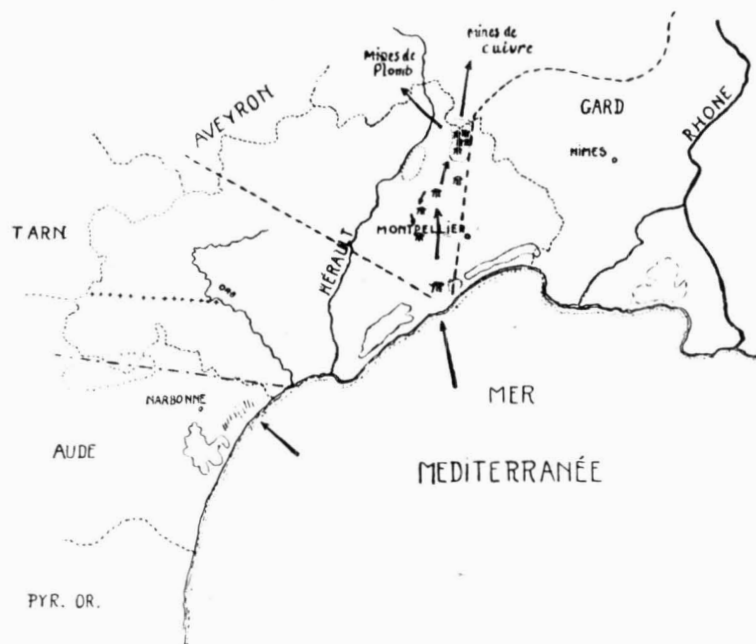 mines de
cuivre
Mines de
Plomb
GARD
AVEYRON
RHONE
NIMES
TARN
MONTPELLIER
HÉRAULT
ORB
NARBONNE
MER
AUDE
MEDITERRANÉE
PYR. OR.